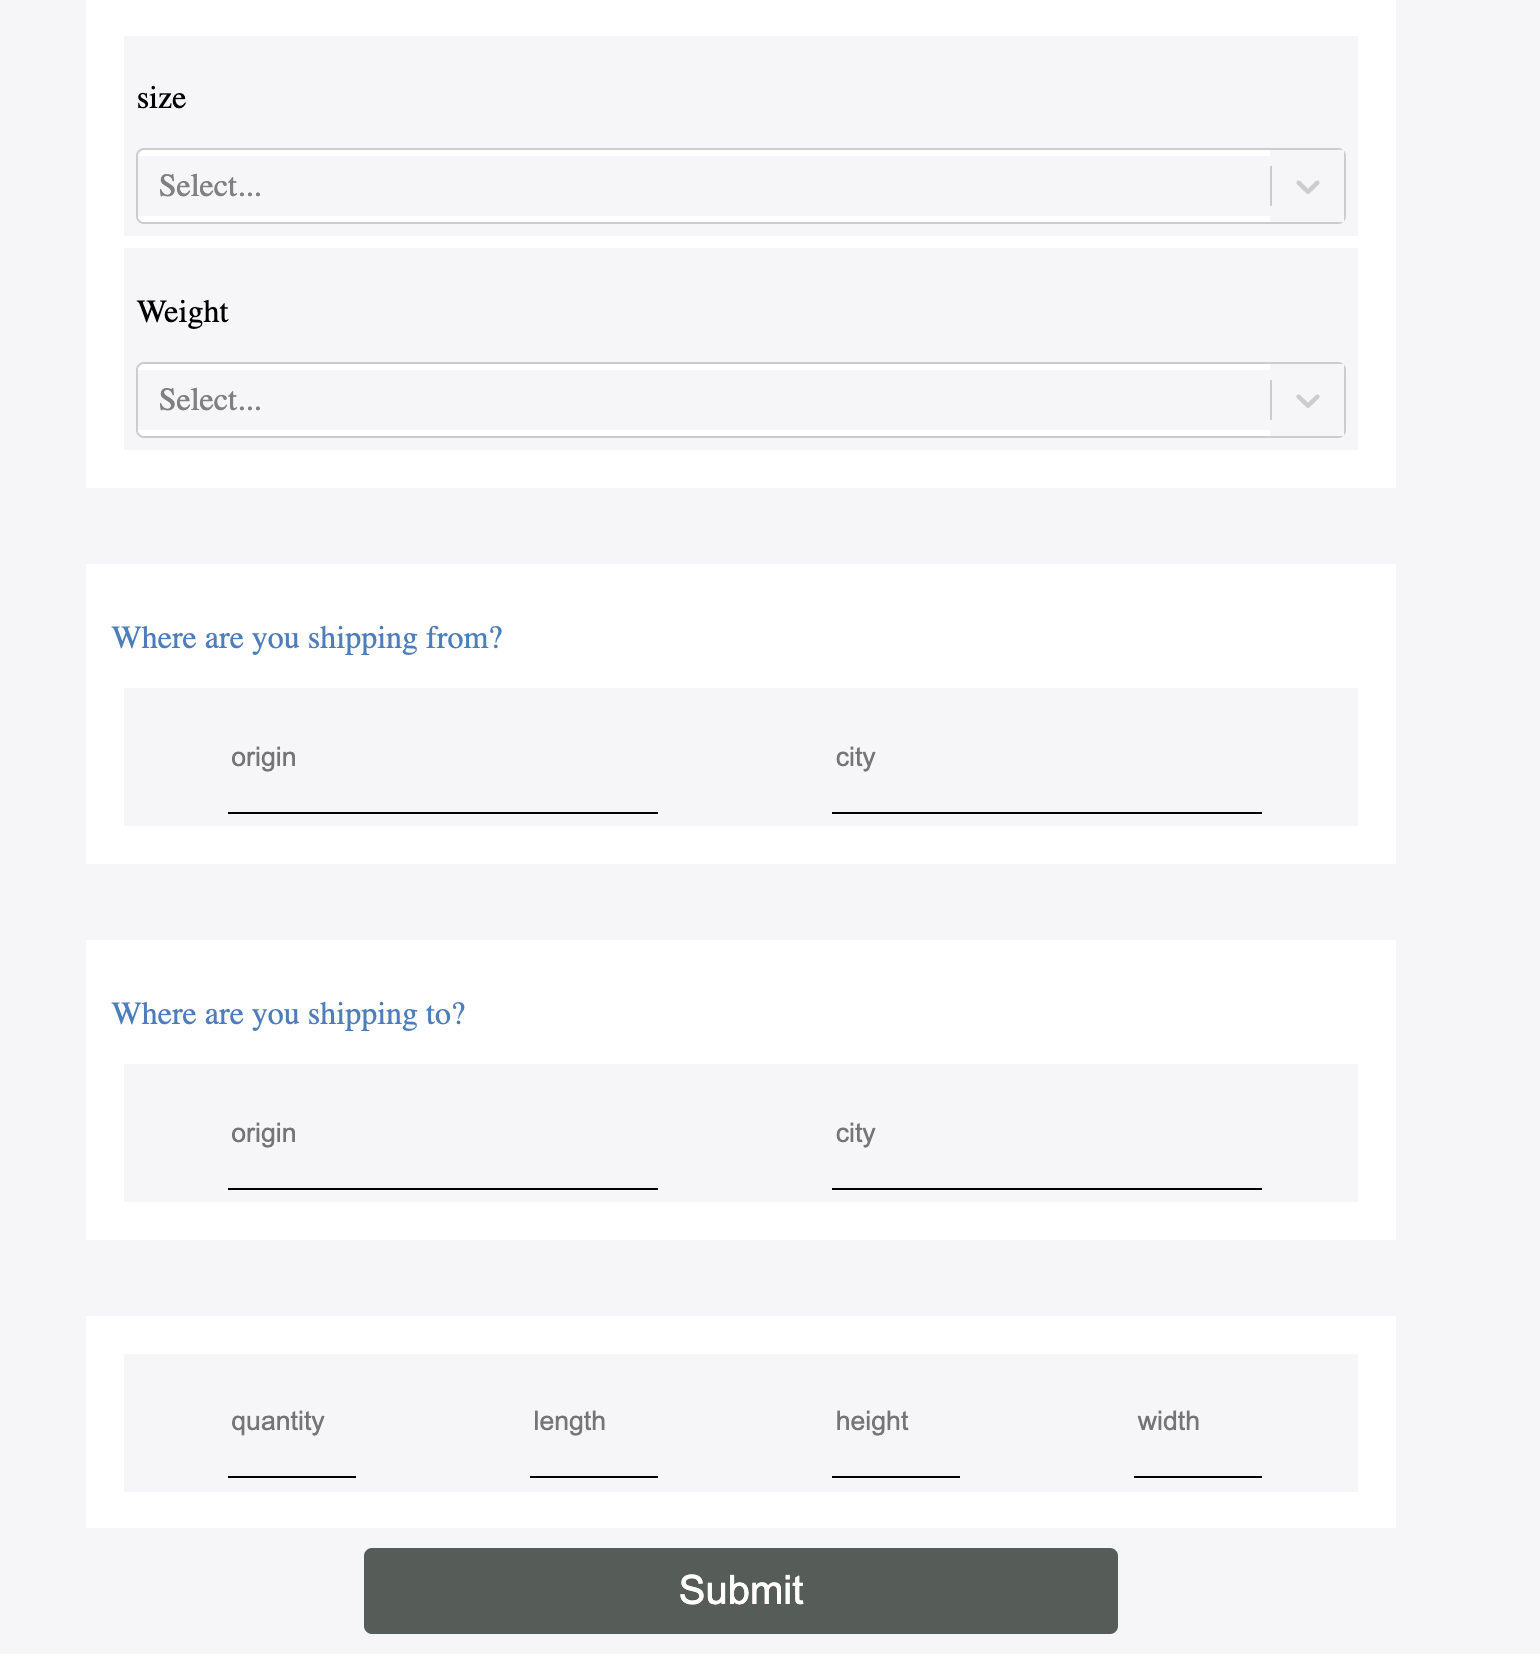 size
Select...
Weight
Select...
Where are you shipping from?
origin city
Where are you shipping to?
origin city
quantity length height width
Submit